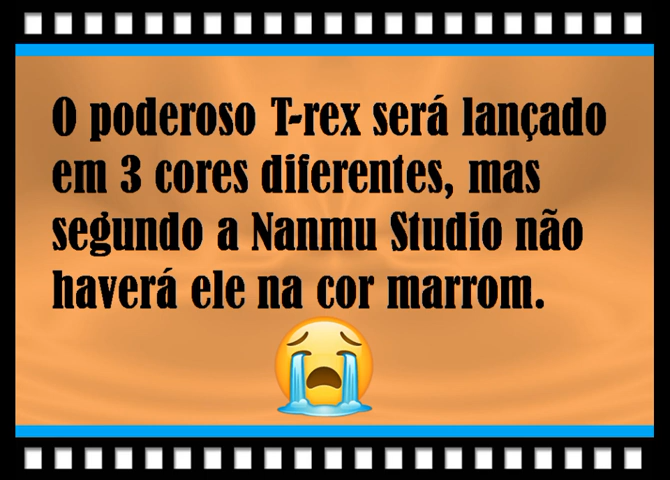 O poderoso T-rex será lançado
em 3 cores diferentes, mas
segundo a Nanmu Studio não
haverá ele na cor marrom.